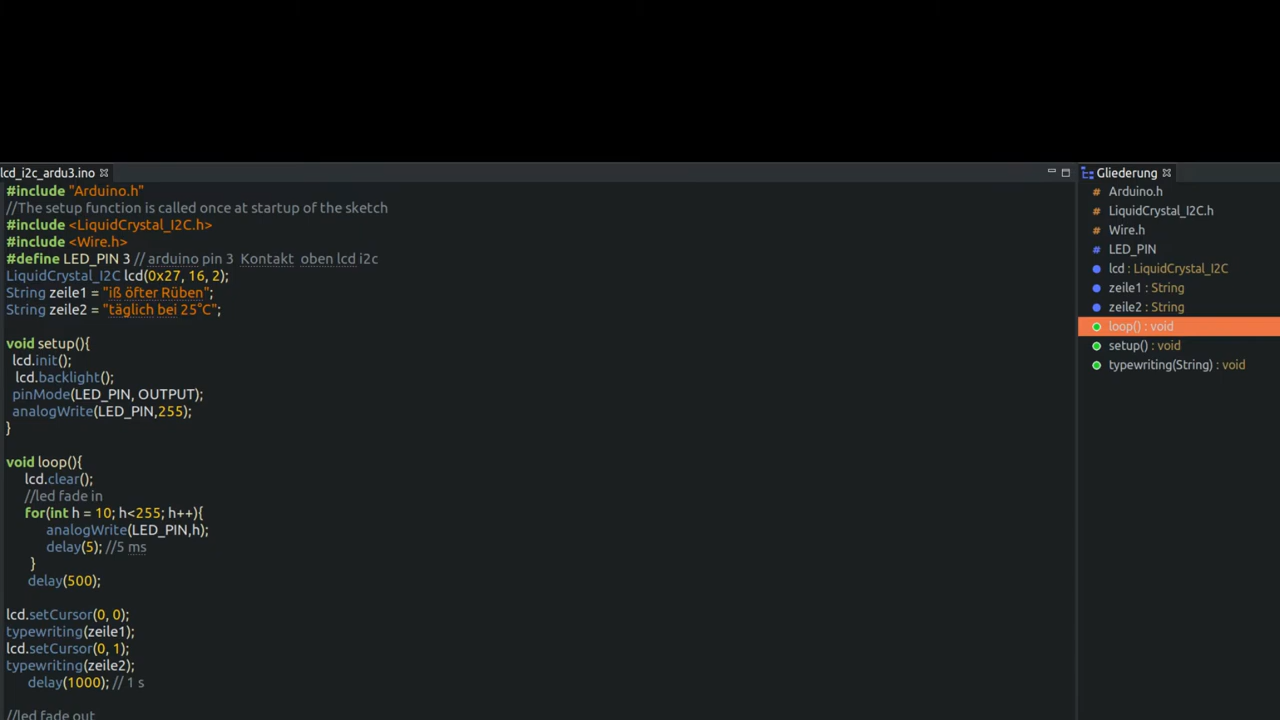 lcd_i2c_ardu3.ino
#include "Arduino.h"
//The setup function is called once at startup of the sketch
#include <LiquidCrystal_I2C.h>
#include <Wire.h>
#define LED_PIN 3 // arduino pin 3  Kontakt  oben lcd i2c
LiquidCrystal_I2C lcd(0x27, 16, 2);
String zeile1 = "iß öfter Rüben";
String zeile2 = "täglich bei 25°C";
void setup(){
lcd.init();
lcd.backlight();
pinMode(LED_PIN, OUTPUT);
analogWrite(LED_PIN,255);
}
void loop(){
lcd.clear();
//led fade in
for(int h = 10; h<255; h++){
analogWrite(LED_PIN,h);
delay(5); //5 ms
}
delay(500);
lcd.setCursor(0, 0);
typewriting(zeile1);
lcd.setCursor(0, 1);
typewriting(zeile2);
delay(1000); // 1 s
//led fade out
Gliederung
Arduino.h
LiquidCrystal_I2C.h
Wire.h
LED_PIN
lcd : LiquidCrystal_I2C
zeile1 : String
zeile2 : String
loop() : void
setup() : void
typewriting(String) : void